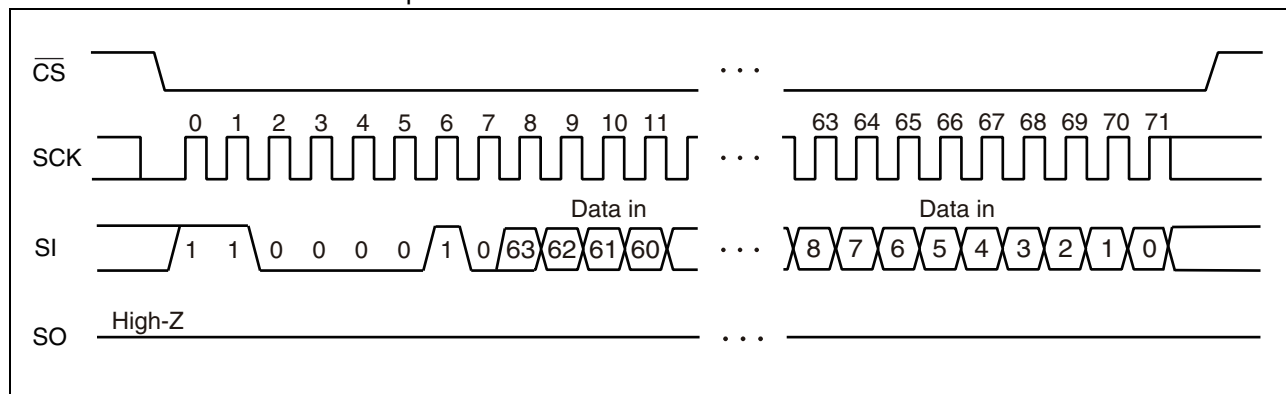 CS
. . .
0 1 2 3 4 5 6 7 8 9 10 11 63 64 65 66 67 68 69 70 71
SCK
. . .
Data in Data in
SI 1 1 0 0 0 0 1 0 63 62 61 60 . . . 8 7 6 5 4 3 2 1 0
High-Z
SO . . .